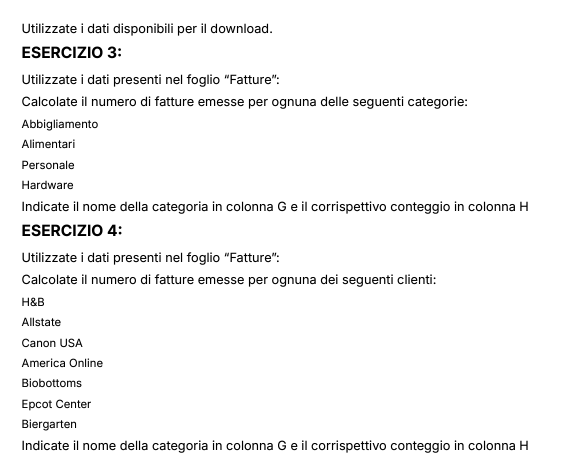 Utilizzate i dati disponibili per il download.
ESERCIZIO 3:
Utilizzate i dati presenti nel foglio “Fatture”:
Calcolate il numero di fatture emesse per ognuna delle seguenti categorie:
Abbigliamento
Alimentari
Personale
Hardware
Indicate il nome della categoria in colonna G e il corrispettivo conteggio in colonna H
ESERCIZIO 4:
Utilizzate i dati presenti nel foglio “Fatture”:
Calcolate il numero di fatture emesse per ognuna dei seguenti clienti:
H&B
Allstate
Canon USA
America Online
Biobottoms
Epcot Center
Biergarten
Indicate il nome della categoria in colonna G e il corrispettivo conteggio in colonna H